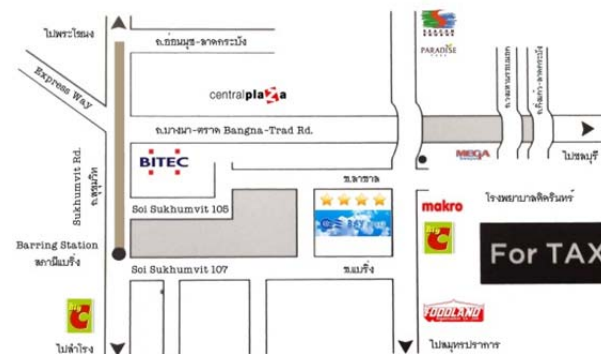 ไปพระโขนง
ถ.อ่อนนุช-ลาดกระบัง
PARADISE
PARK
Express Way
centralplaza
ถ.บางนา-ตราด Bangna-Trad Rd.
MEGA
ไปชลบุรี
BITEC
Sukhumvit Rd.
ถ.สุขุมวิท
ซ.ลาซาล
Soi Sukhumvit 105
makro
โรงพยาบาลศิครินทร์
Barring Station
สถานีแบริ่ง
Big C
For TAX
Soi Sukhumvit 107
ซ.แบริ่ง
Big C
FOODLAND
ไปสำโรง
ไปสมุทรปราการ